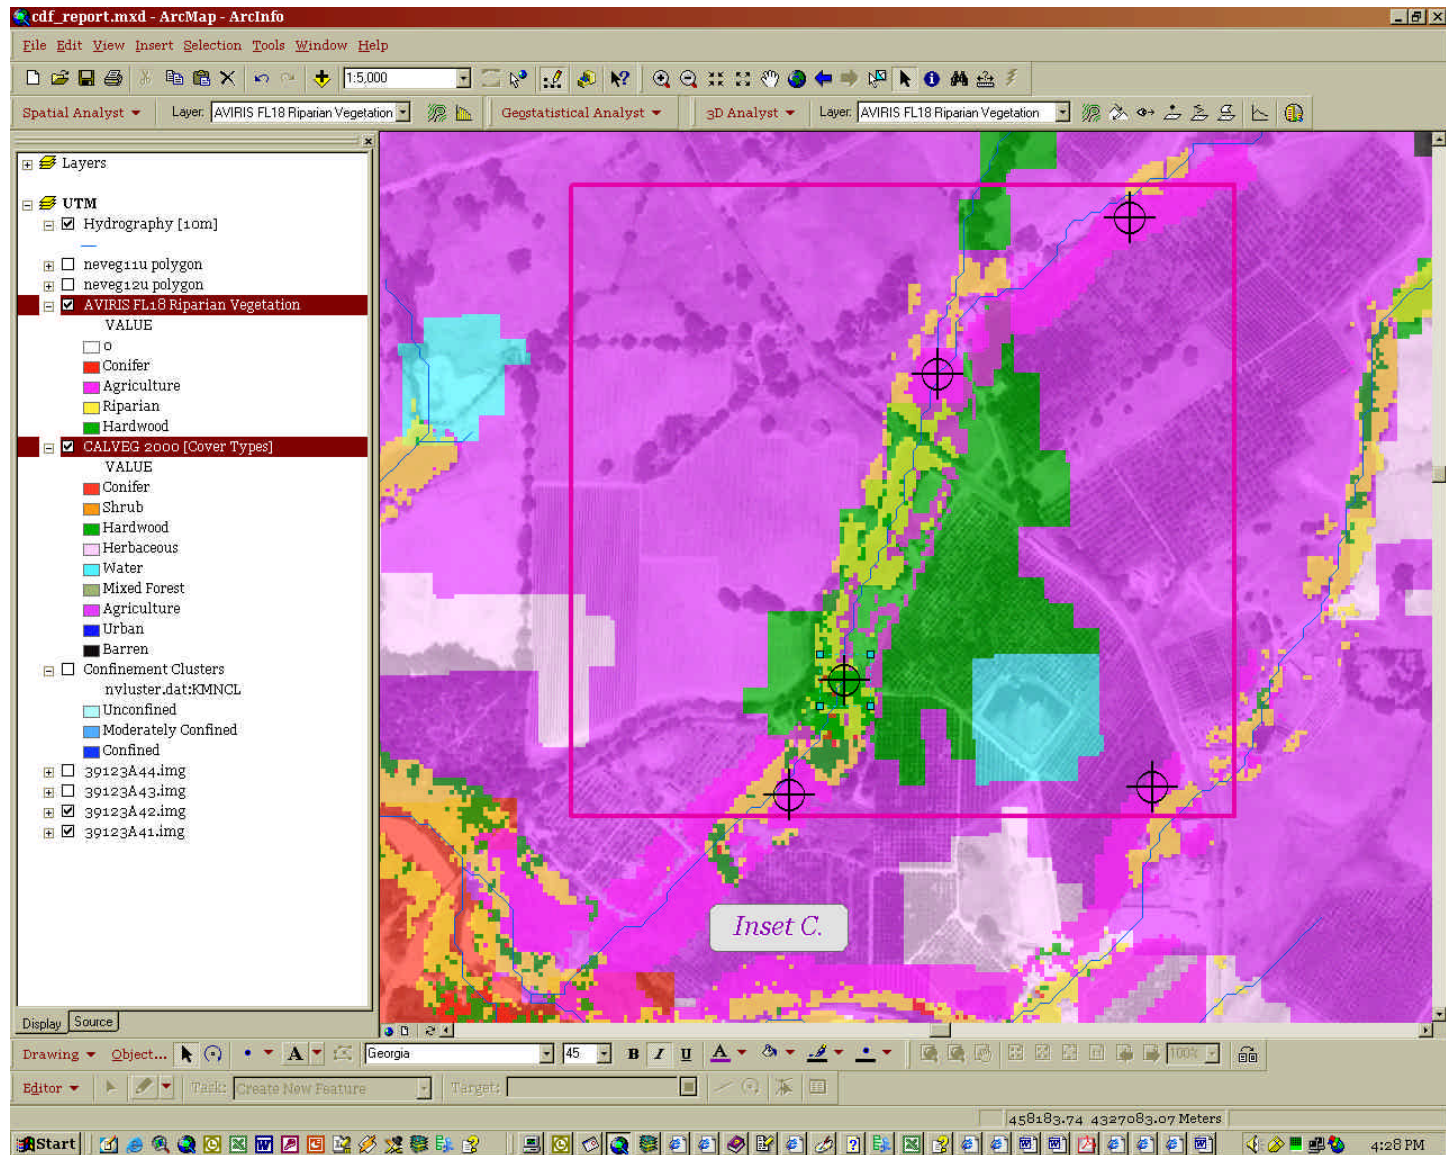 cdf_report.mxd - ArcMap - ArcInfo
File Edit View Insert Selection Tools Window Help
1:5,000
Spatial Analyst Layer: AVIRIS FL18 Riparian Vegetation Geostatistical Analyst 3D Analyst Layer: AVIRIS FL18 Riparian Vegetation
Layers
UTM
Hydrography [10m]
neveg11u polygon
neveg12u polygon
AVIRIS FL18 Riparian Vegetation
VALUE
0
Conifer
Agriculture
Riparian
Hardwood
CALVEG 2000 [Cover Types]
VALUE
Conifer
Shrub
Hardwood
Herbaceous
Water
Mixed Forest
Agriculture
Urban
Barren
Confinement Clusters
nvluster.dat:KMNCL
Unconfined
Moderately Confined
Confined
39123A44.img
39123A43.img
39123A42.img
39123A41.img
Inset C.
Display Source
Drawing Object... A Georgia 45 B I U A 100%
Editor Task: Create New Feature Target:
458183.74 4327083.07 Meters
Start 4:28 PM